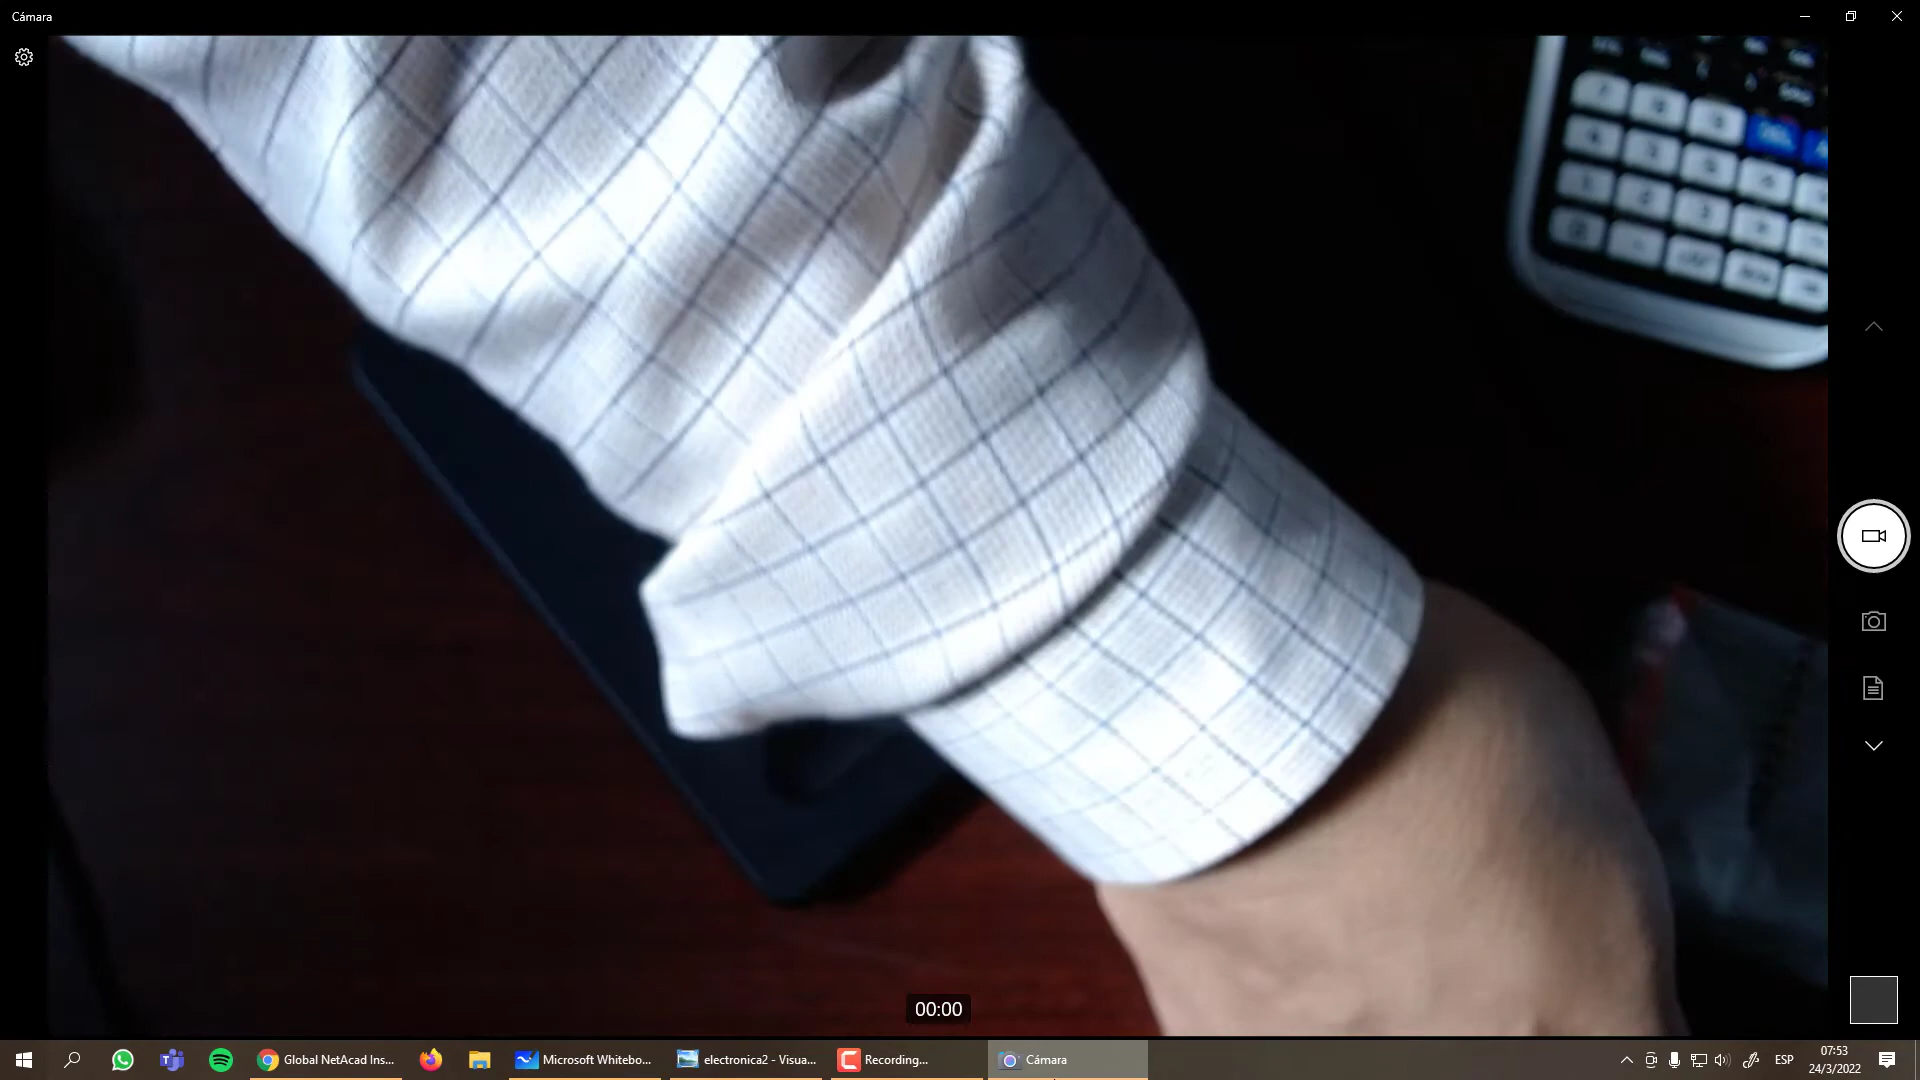 Cámara
00:00
Global NetAcad Ins...
Microsoft Whitebo...
electronica2 - Visua...
Recording...
Cámara
ESP
07:53
24/3/2022